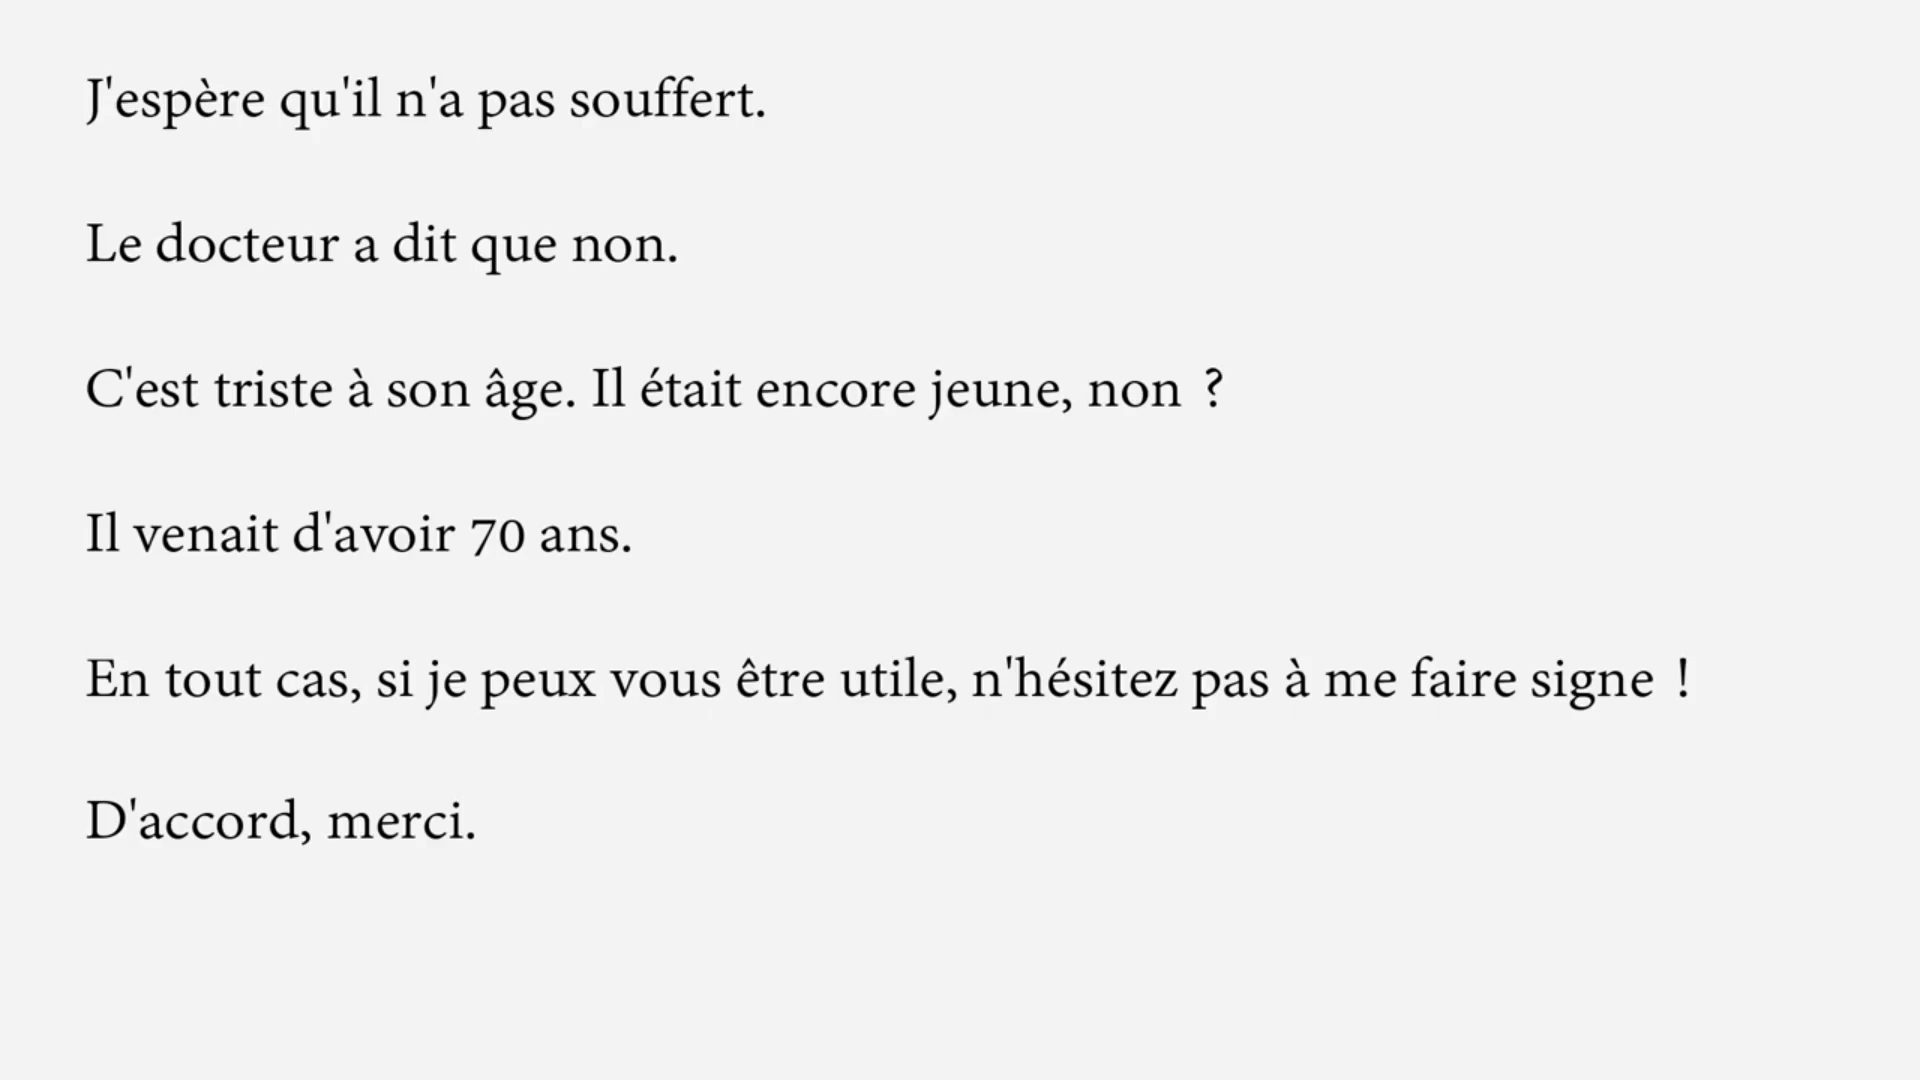 J'espère qu'il n'a pas souffert.
Le docteur a dit que non.
C'est triste à son âge. Il était encore jeune, non ?
Il venait d'avoir 70 ans.
En tout cas, si je peux vous être utile, n'hésitez pas à me faire signe !
D'accord, merci.